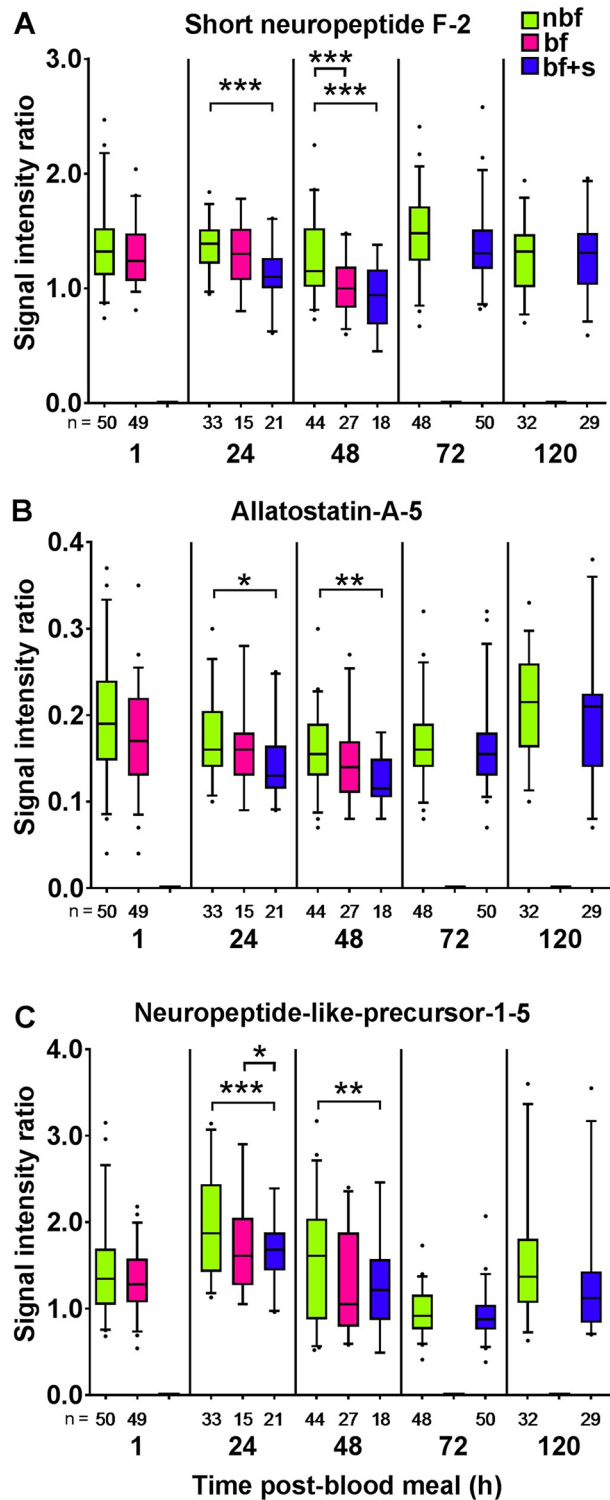 A
Short neuropeptide F-2
nbf
bf
bf+s
Signal intensity ratio
3.0
2.0
1.0
0.0
***
***
***
n = 50 49 33 15 21 44 27 18 48 50 32 29
1 24 48 72 120
B
Allatostatin-A-5
Signal intensity ratio
0.4
0.3
0.2
0.1
0.0
*
**
n = 50 49 33 15 21 44 27 18 48 50 32 29
1 24 48 72 120
C
Neuropeptide-like-precursor-1-5
Signal intensity ratio
4.0
3.0
2.0
1.0
0.0
*
***
**
n = 50 49 33 15 21 44 27 18 48 50 32 29
1 24 48 72 120
Time post-blood meal (h)